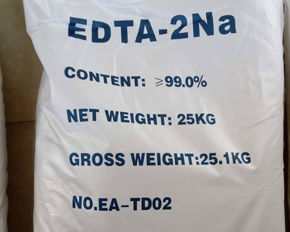 EDTA-2Na
CONTENT: ≥99.0%
NET WEIGHT: 25KG
GROSS WEIGHT:25.1KG
NO.EA-TD02